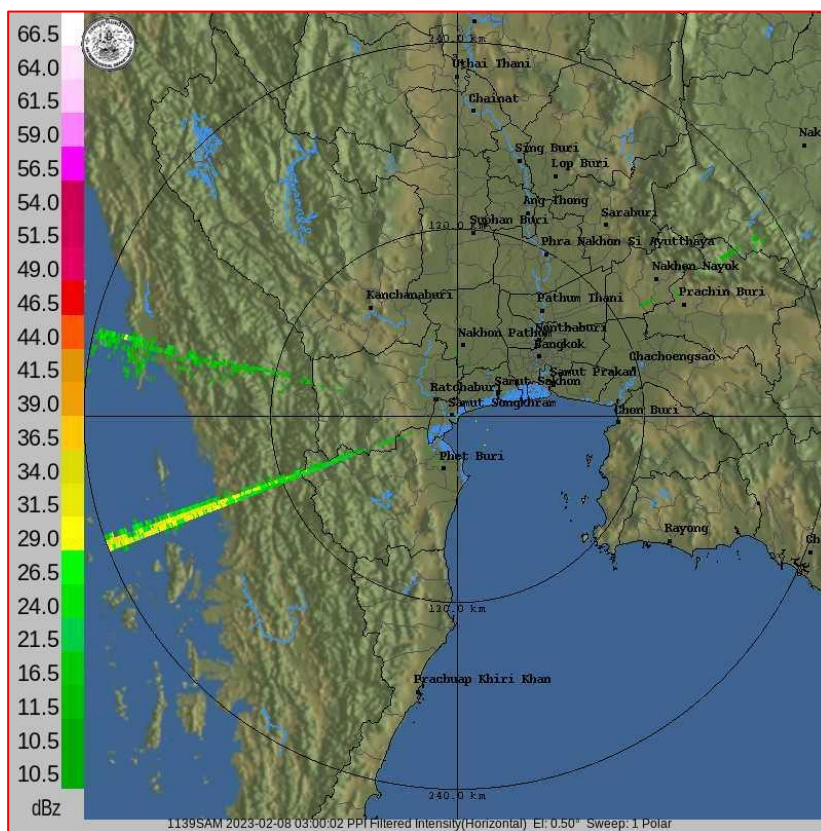 66.5
64.0
61.5
59.0
56.5
54.0
51.5
49.0
46.5
44.0
41.5
39.0
36.5
34.0
31.5
29.0
26.5
24.0
21.5
16.5
11.5
10.5
10.5
dBz
240.0 km
Uthai Thani
Chainat
Nak
Sing Buri
Lop Buri
Ang Thong
Suphan Buri
Saraburi
120.0 km
Phra Nakhon Si Ayutthaya
Nakhon Nayok
Kanchanaburi
Prachin Buri
Pathum Thani
Nakhon Pathom
Nonthaburi
Bangkok
Chachoengsao
Samut Prakan
Ratchaburi
Samut Sakhon
Samut Songkhram
Chon Buri
Phet Buri
Rayong
Ch
120.0 km
Prachuap Khiri Khan
240.0 km
1139SAM 2023-02-08 03:00:02 PPI Filtered Intensity(Horizontal) El: 0.50° Sweep: 1 Polar